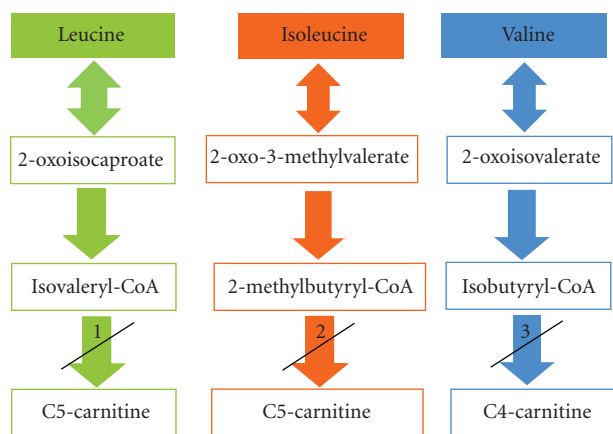 Leucine
Isoleucine
Valine
2-oxoisocaproate
2-oxo-3-methylvalerate
2-oxoisovalerate
Isovaleryl-CoA
2-methylbutyryl-CoA
Isobutyryl-CoA
1
2
3
C5-carnitine
C5-carnitine
C4-carnitine